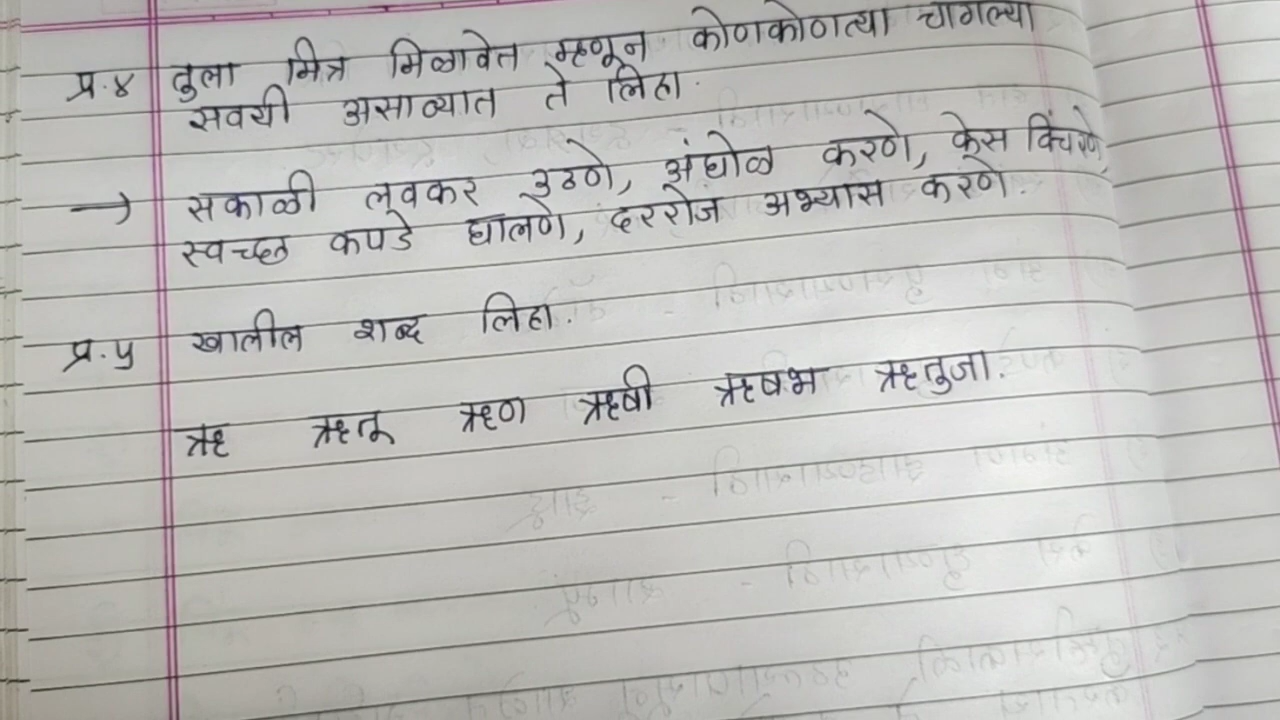 प्र.४ तुला मित्र मिळावेत म्हणून कोणकोणत्या चांगल्या
सवयी असाव्यात ते लिहा.
→ सकाळी लवकर उठणे, अंघोळ करणे, केस विंचरणे,
स्वच्छ कपडे घालणे, दररोज अभ्यास करणे.
प्र.५ खालील शब्द लिहा.
ऋ ऋतू ऋण ऋषी ऋषभ ऋतुजा.